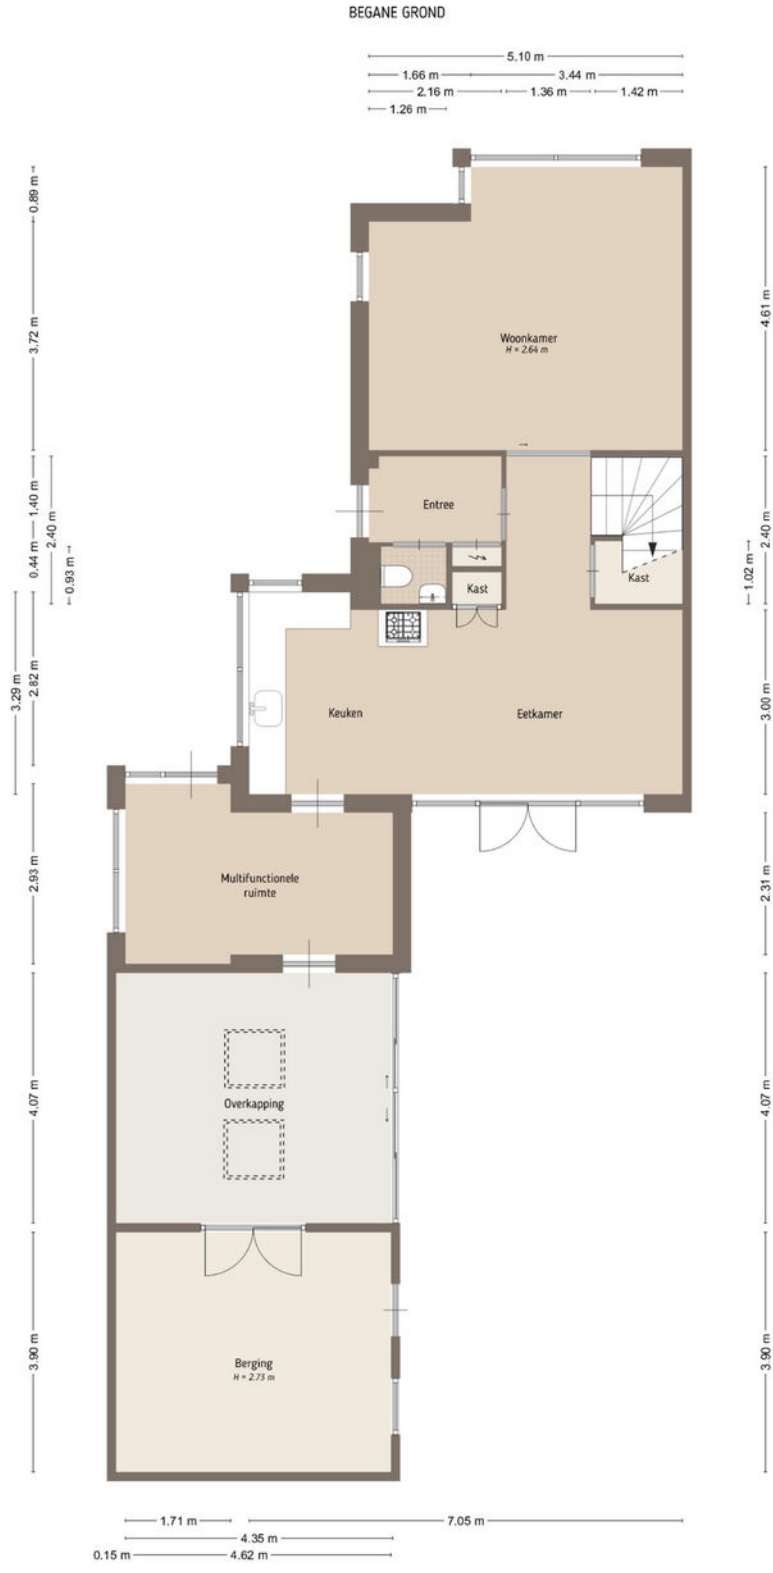 BEGANE GROND
5.10 m
1.66 m
3.44 m
2.16 m
1.36 m
1.42 m
1.26 m
0.89 m
3.72 m
4.61 m
Woonkamer
H = 2.64 m
1.40 m
2.40 m
0.44 m
0.93 m
Entree
Kast
Kast
2.40 m
1.02 m
3.29 m
2.82 m
Keuken
Eetkamer
3.00 m
2.93 m
Multifunctionele
ruimte
2.31 m
4.07 m
Overkapping
4.07 m
3.90 m
Berging
H = 2.73 m
3.90 m
1.71 m
7.05 m
4.35 m
0.15 m
4.62 m